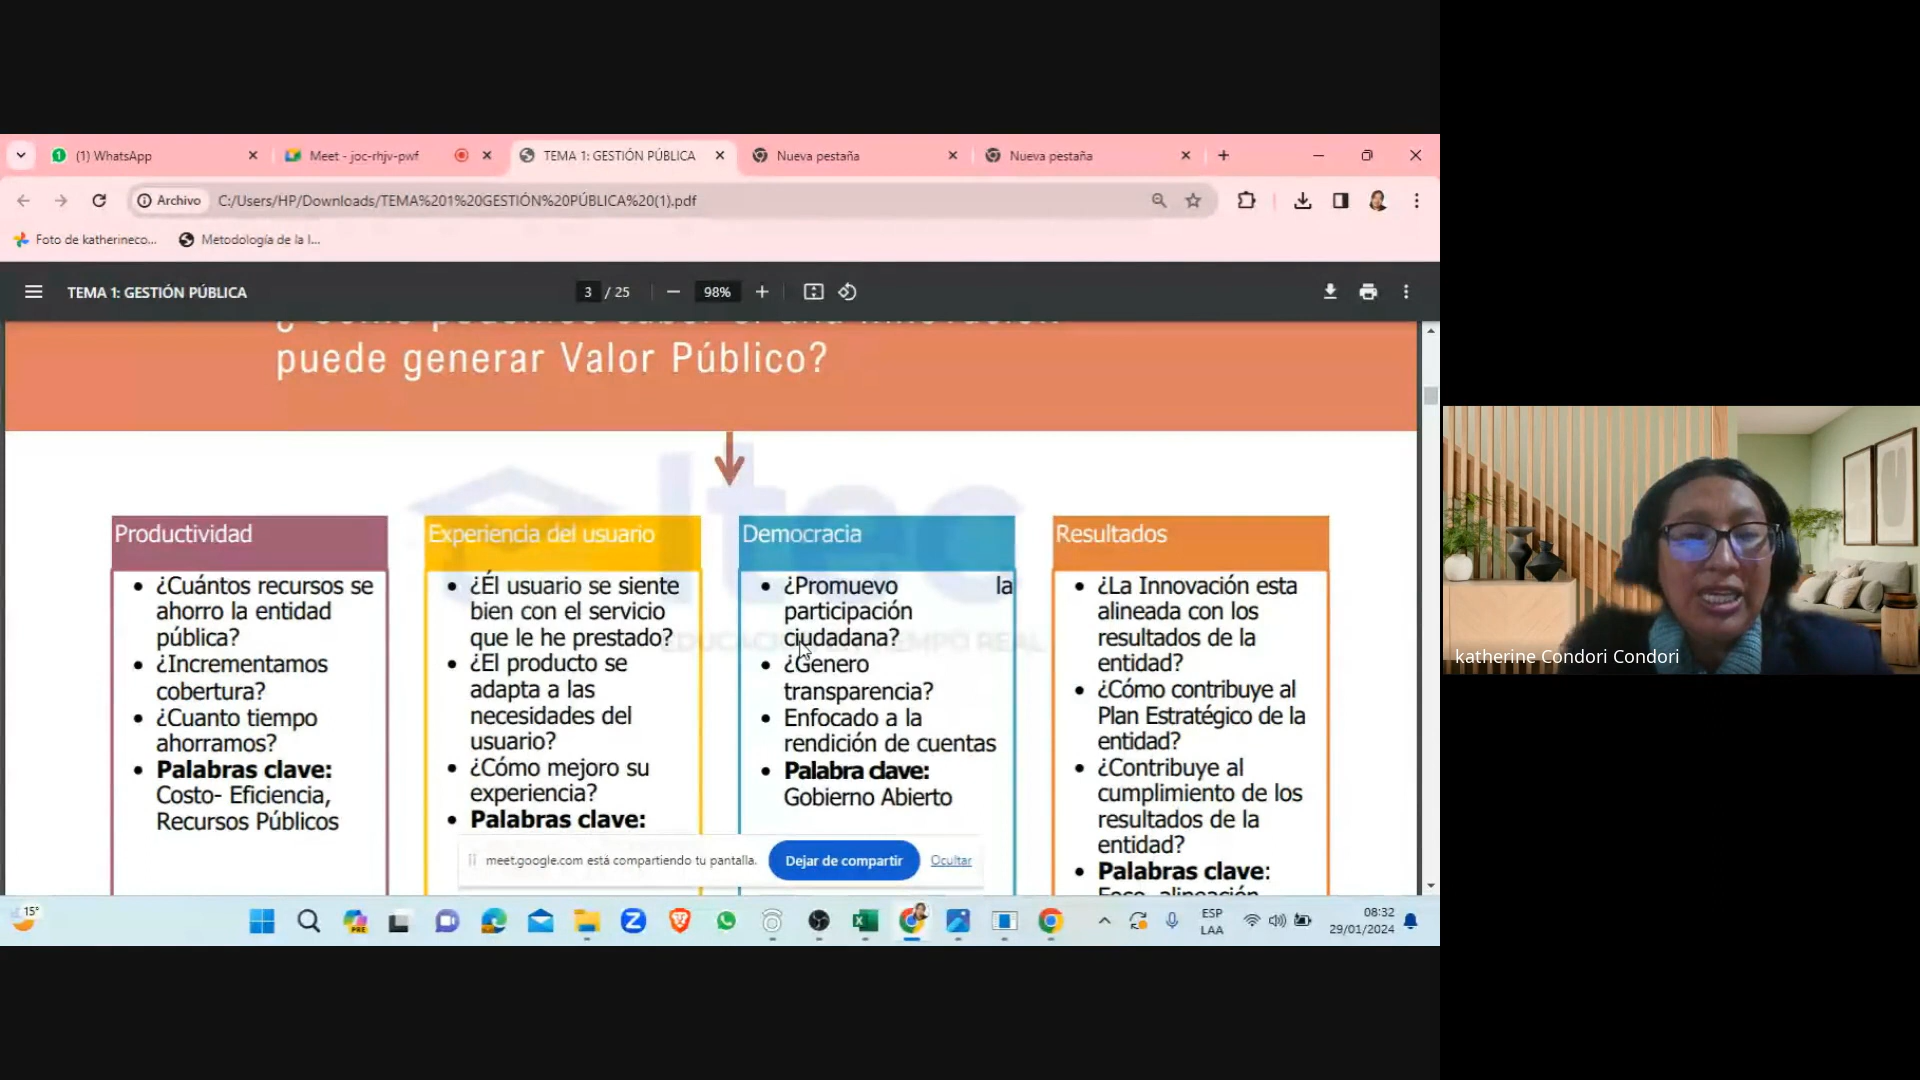 (1) WhatsApp
Meet - joc-rhjv-pwf
TEMA 1: GESTIÓN PÚBLICA
Nueva pestaña
Nueva pestaña
Archivo
C:/Users/HP/Downloads/TEMA%201%20GESTIÓN%20PÚBLICA%20(1).pdf
Foto de katherineco...
Metodología de la I...
TEMA 1: GESTIÓN PÚBLICA
3 / 25
98%
puede generar Valor Público?
Itec
EDUCACIÓN EN TIEMPO REAL
Productividad
¿Cuántos recursos se
ahorro la entidad
pública?
¿Incrementamos
cobertura?
¿Cuanto tiempo
ahorramos?
Palabras clave:
Costo- Eficiencia,
Recursos Públicos
Experiencia del usuario
¿Él usuario se siente
bien con el servicio
que le he prestado?
¿El producto se
adapta a las
necesidades del
usuario?
¿Cómo mejoro su
experiencia?
Palabras clave:
Democracia
¿Promuevo la
participación
ciudadana?
¿Genero
transparencia?
Enfocado a la
rendición de cuentas
Palabra clave:
Gobierno Abierto
Resultados
¿La Innovación esta
alineada con los
resultados de la
entidad?
¿Cómo contribuye al
Plan Estratégico de la
entidad?
¿Contribuye al
cumplimiento de los
resultados de la
entidad?
Palabras clave:
meet.google.com está compartiendo tu pantalla.
Dejar de compartir
Ocultar
15°
PRE
ESP
LAA
08:32
29/01/2024
katherine Condori Condori